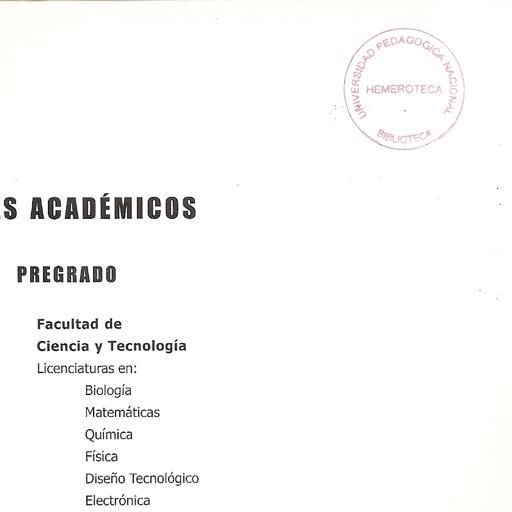 UNIVERSIDAD PEDAGOGICA NACIONAL
HEMEROTECA
BIBLIOTECA
S ACADÉMICOS
PREGRADO
Facultad de
Ciencia y Tecnología
Licenciaturas en:
Biología
Matemáticas
Química
Física
Diseño Tecnológico
Electrónica